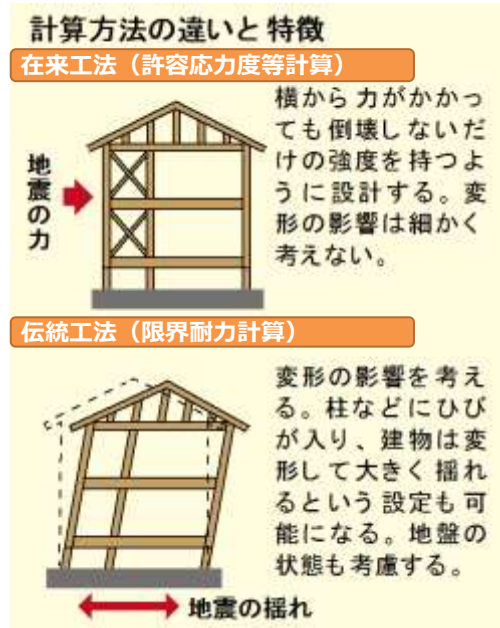 計算方法の違いと特徴
在来工法（許容応力度等計算）
横から力がかかっ
ても倒壊しないだ
けの強度を持つよ
うに設計する。変
形の影響は細かく
考えない。
地震の力
伝統工法（限界耐力計算）
変形の影響を考え
る。柱などにひび
が入り、建物は変
形して大きく揺れ
るという設定も可
能になる。地盤の
状態も考慮する。
地震の揺れ